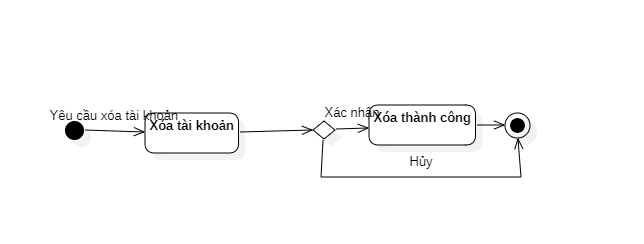 Yêu cầu xóa tài khoản
Xóa tài khoản
Xác nhận
Xóa thành công
Hủy